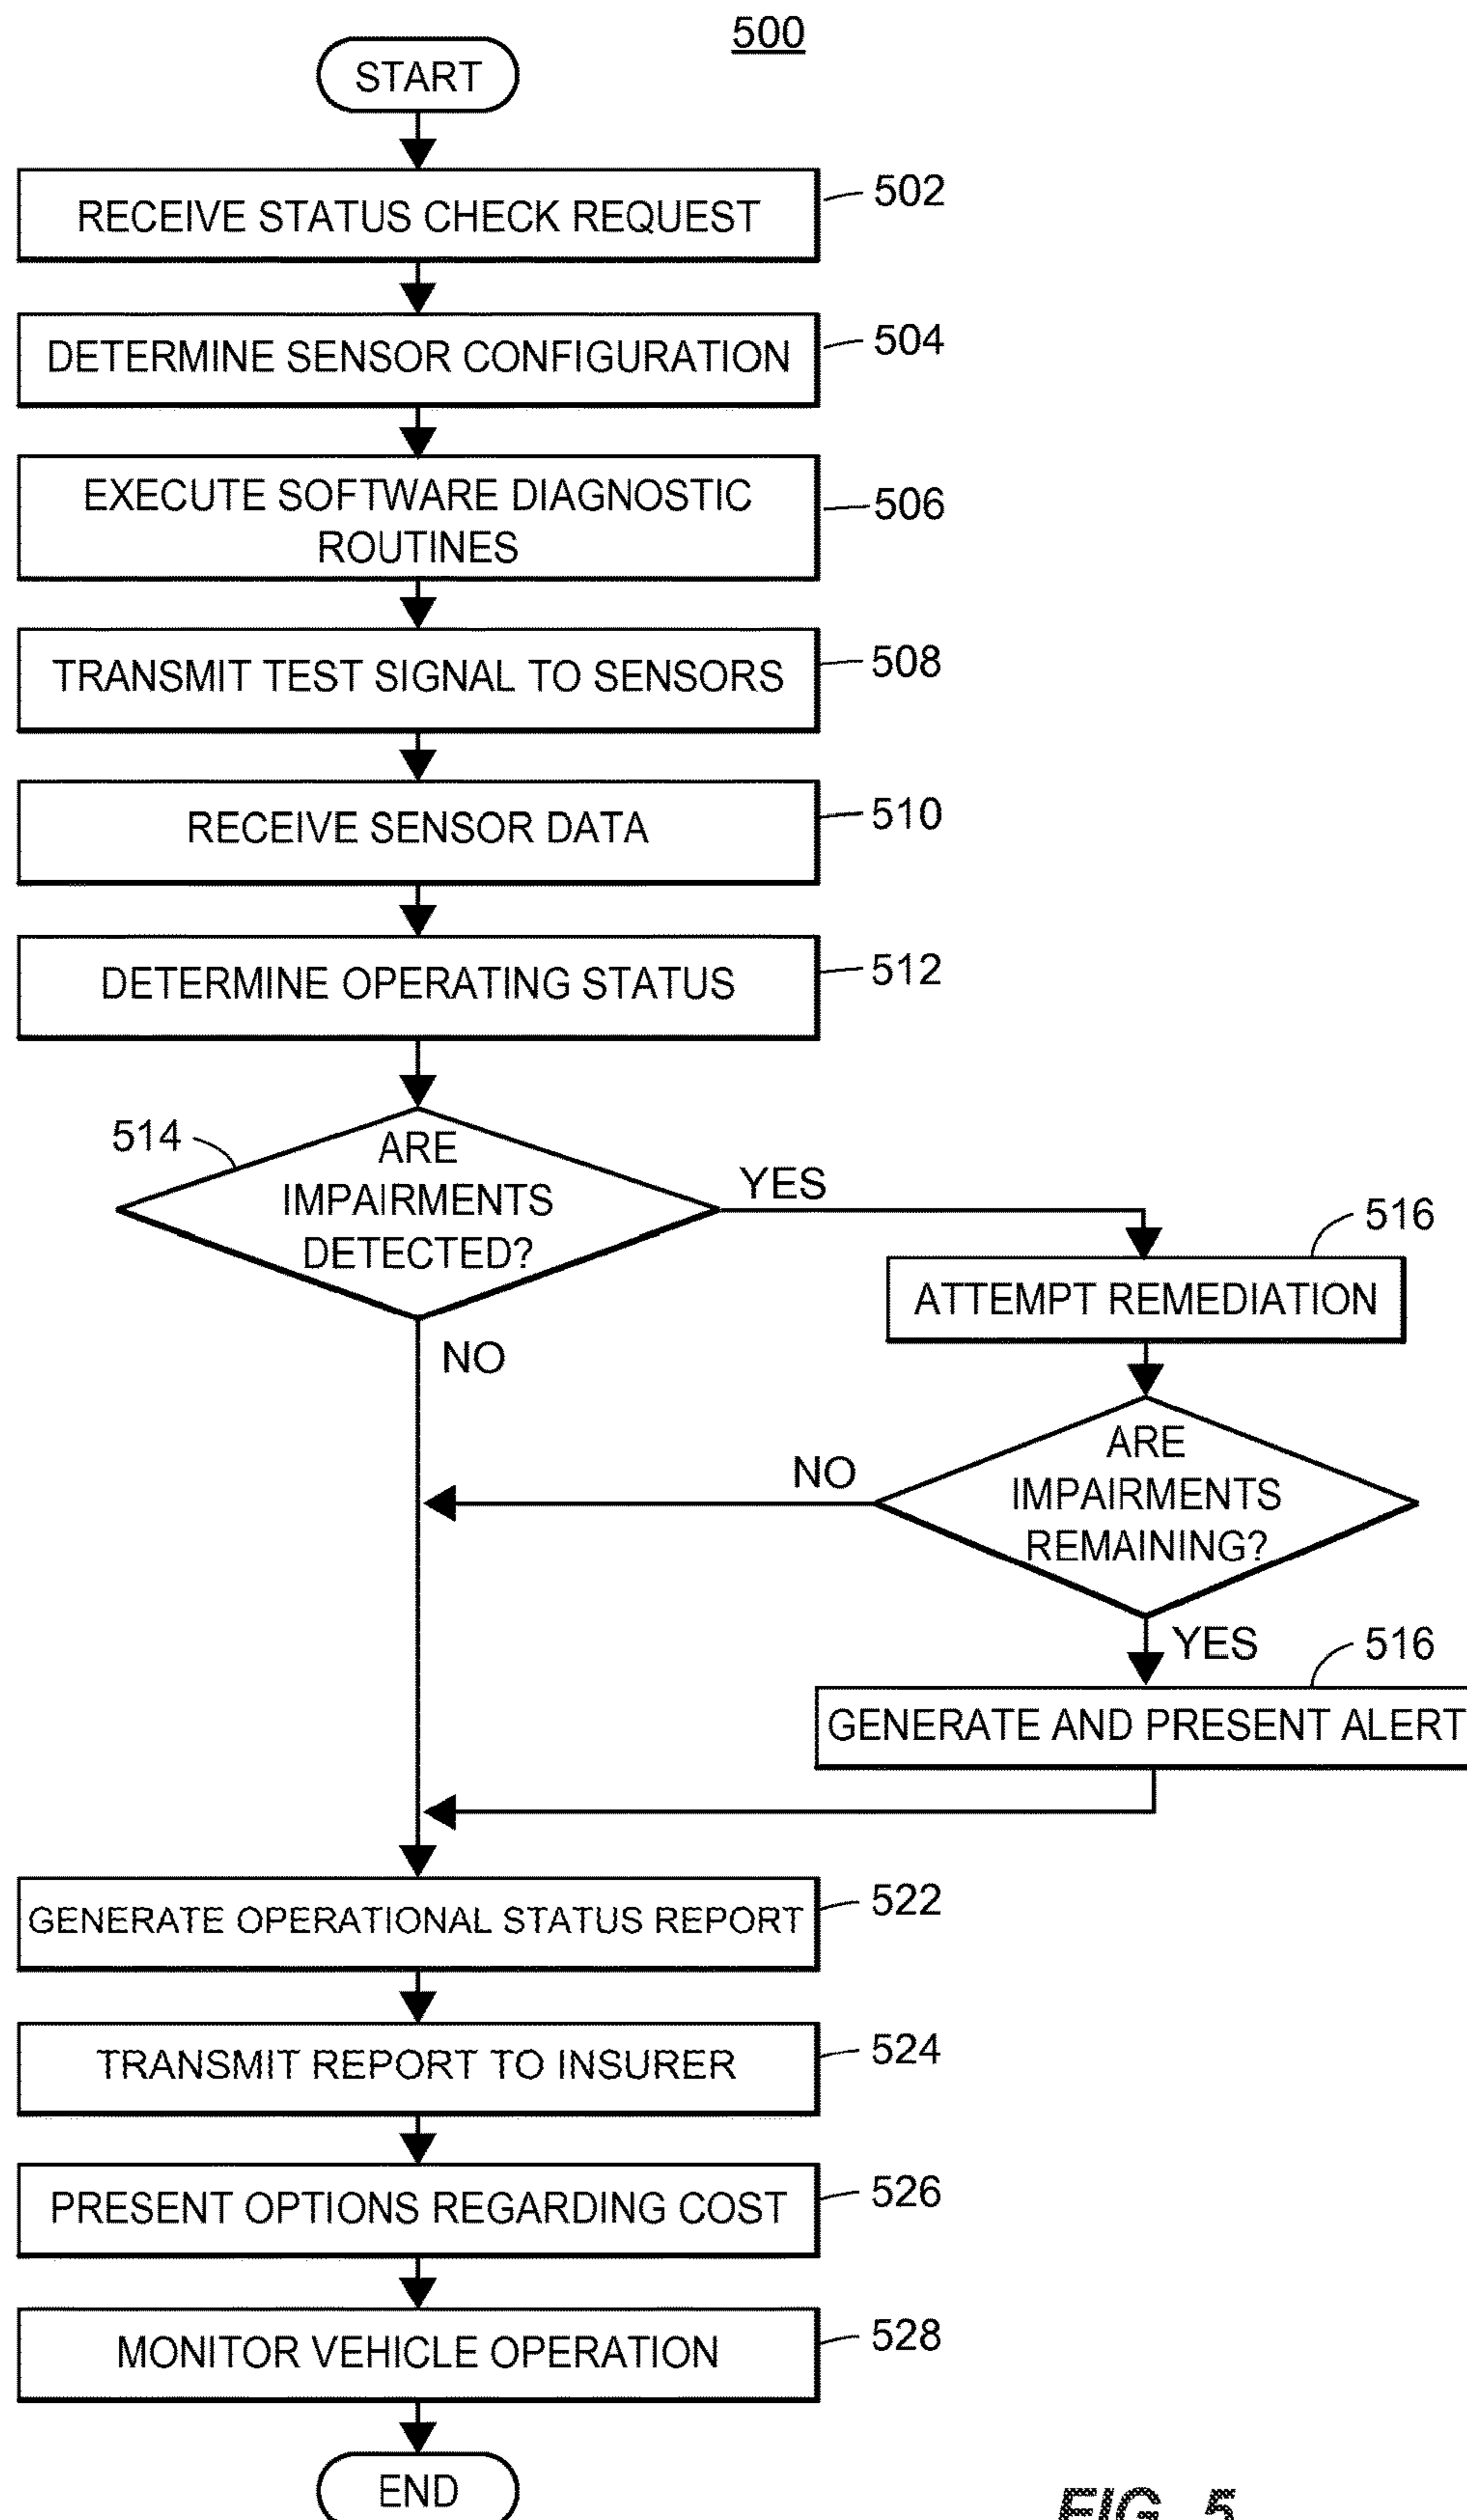 500
START
RECEIVE STATUS CHECK REQUEST
502
DETERMINE SENSOR CONFIGURATION
504
EXECUTE SOFTWARE DIAGNOSTIC
ROUTINES
506
TRANSMIT TEST SIGNAL TO SENSORS
508
RECEIVE SENSOR DATA
510
DETERMINE OPERATING STATUS
512
514
ARE
IMPAIRMENTS
DETECTED?
YES
NO
516
ATTEMPT REMEDIATION
ARE
IMPAIRMENTS
REMAINING?
NO
YES
516
GENERATE AND PRESENT ALERT
GENERATE OPERATIONAL STATUS REPORT
522
TRANSMIT REPORT TO INSURER
524
PRESENT OPTIONS REGARDING COST
526
MONITOR VEHICLE OPERATION
528
END
FIG. 5